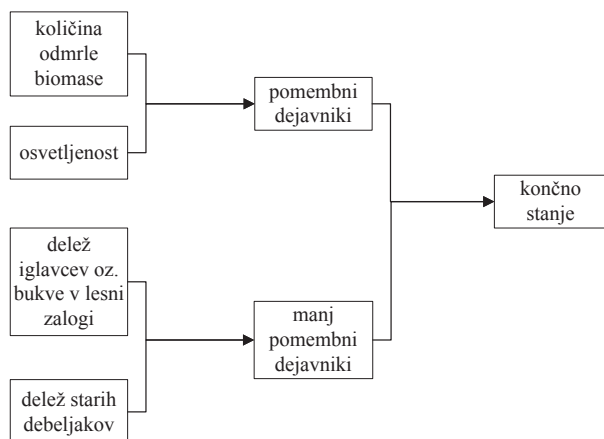 količina
odmrle
biomase
osvetljenost
pomembni
dejavniki
delež
iglavcev oz.
bukve v lesni
zalogi
delež starih
debeljakov
manj
pomembni
dejavniki
končno
stanje